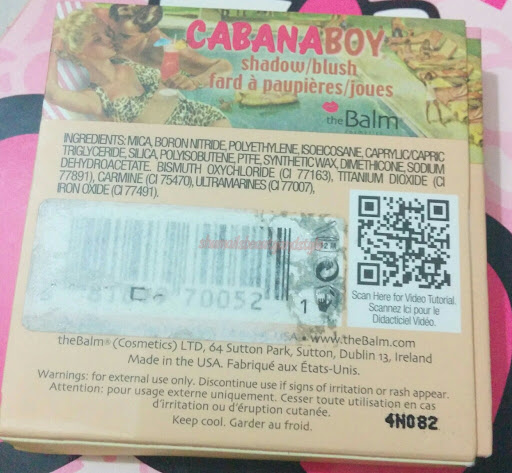 CABANABOY
shadow/blush
fard à paupières/joues
theBalm
COSMETICS
INGREDIENTS: MICA, BORON NITRIDE, POLYETHYLENE, ISOEICOSANE, CAPRYLIC/CAPRIC
TRIGLYCERIDE, SILICA, POLYISOBUTENE, PTFE, SYNTHETIC WAX, DIMETHICONE, SODIUM
DEHYDROACETATE. BISMUTH OXYCHLORIDE (CI 77163), TITANIUM DIOXIDE (CI
77891), CARMINE (CI 75470), ULTRAMARINES (CI 77007),
IRON OXIDE (CI 77491).
12 M
70052
1
Scan Here for Video Tutorial.
Scannez Ici pour le
Didacticiel Vidéo.
USA • www.theBalm.com
theBalm® (Cosmetics) LTD, 64 Sutton Park, Sutton, Dublin 13, Ireland
Made in the USA. Fabriqué aux États-Unis.
Warnings: for external use only. Discontinue use if signs of irritation or rash appear.
Attention: pour usage externe uniquement. Cesser toute utilisation en cas
d'irritation ou d'éruption cutanée.
Keep cool. Garder au froid.
4N082